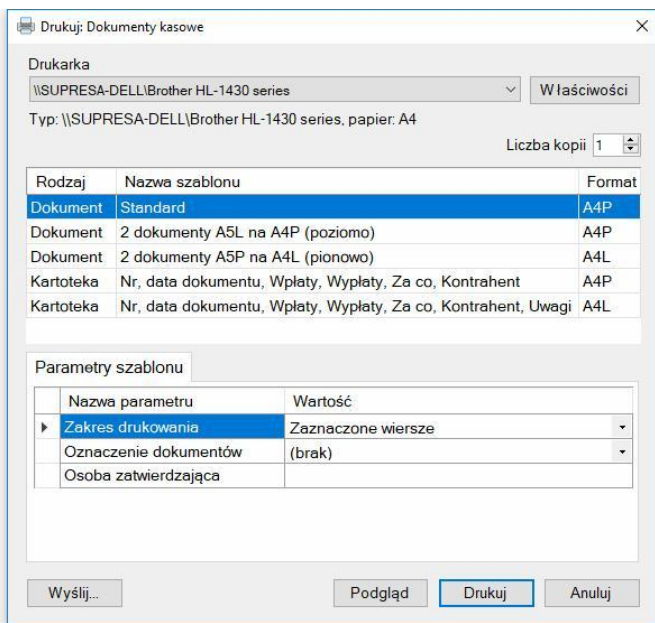 Drukuj: Dokumenty kasowe
Drukarka
\\SUPRESA-DELL\Brother HL-1430 series
Właściwości
Typ: \\SUPRESA-DELL\Brother HL-1430 series, papier: A4
Liczba kopii 1
Rodzaj Nazwa szablonu Format
Dokument Standard A4P
Dokument 2 dokumenty A5L na A4P (poziomo) A4P
Dokument 2 dokumenty A5P na A4L (pionowo) A4L
Kartoteka Nr, data dokumentu, Wpłaty, Wypłaty, Za co, Kontrahent A4P
Kartoteka Nr, data dokumentu, Wpłaty, Wypłaty, Za co, Kontrahent, Uwagi A4L
Parametry szablonu
Nazwa parametru Wartość
Zakres drukowania Zaznaczone wiersze
Oznaczenie dokumentów (brak)
Osoba zatwierdzająca
Wyślij... Podgląd Drukuj Anuluj